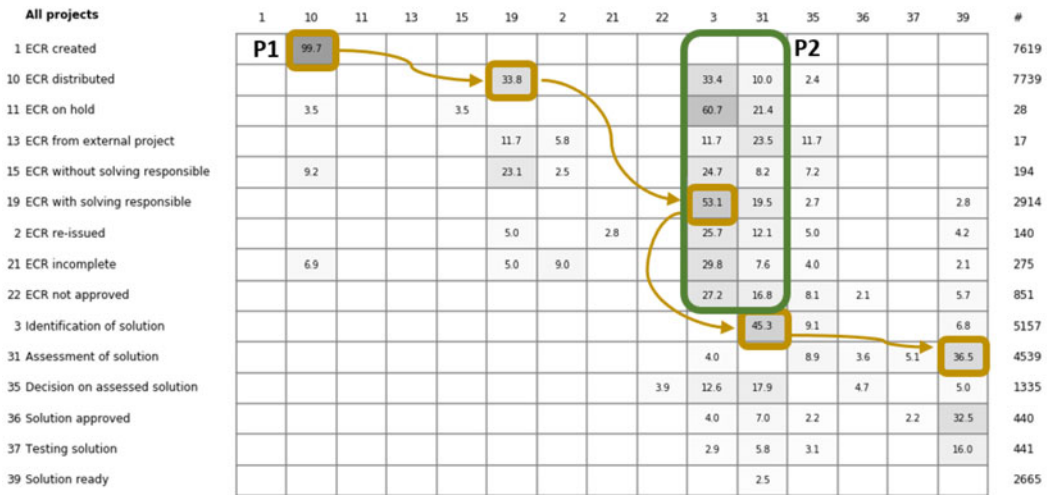 All projects 1 10 11 13 15 19 2 21 22 3 31 35 36 37 39 #
1 ECR created P1 99.7 P2 7619
10 ECR distributed 33.8 33.4 10.0 2.4 7739
11 ECR on hold 3.5 3.5 60.7 21.4 28
13 ECR from external project 11.7 5.8 11.7 23.5 11.7 17
15 ECR without solving responsible 9.2 23.1 2.5 24.7 8.2 7.2 194
19 ECR with solving responsible 53.1 19.5 2.7 2.8 2914
2 ECR re-issued 5.0 2.8 25.7 12.1 5.0 4.2 140
21 ECR incomplete 6.9 5.0 9.0 29.8 7.6 4.0 2.1 275
22 ECR not approved 27.2 16.8 8.1 2.1 5.7 851
3 Identification of solution 45.3 9.1 6.8 5157
31 Assessment of solution 4.0 8.9 3.6 5.1 36.5 4539
35 Decision on assessed solution 3.9 12.6 17.9 4.7 5.0 1335
36 Solution approved 4.0 7.0 2.2 2.2 32.5 440
37 Testing solution 2.9 5.8 3.1 16.0 441
39 Solution ready 2.5 2665